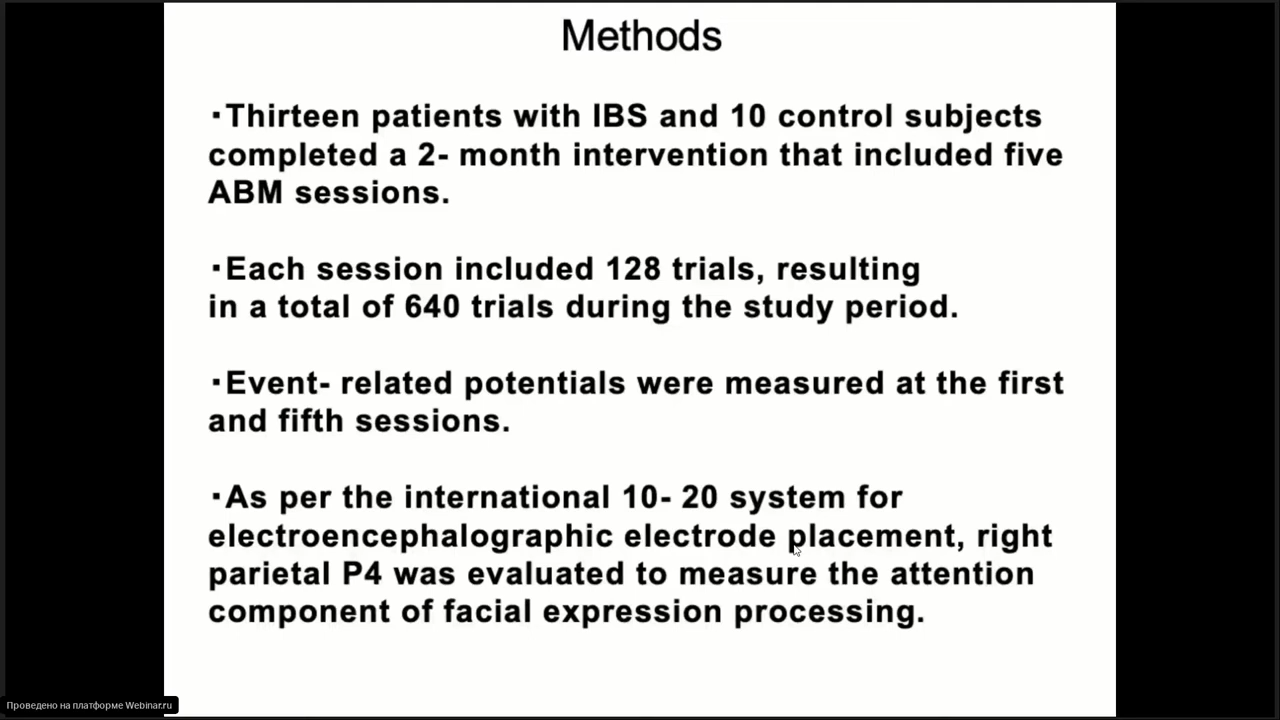 Methods
・Thirteen patients with IBS and 10 control subjects
completed a 2- month intervention that included five
ABM sessions.
・Each session included 128 trials, resulting
in a total of 640 trials during the study period.
・Event- related potentials were measured at the first
and fifth sessions.
・As per the international 10- 20 system for
electroencephalographic electrode placement, right
parietal P4 was evaluated to measure the attention
component of facial expression processing.
Проведено на платформе Webinar.ru